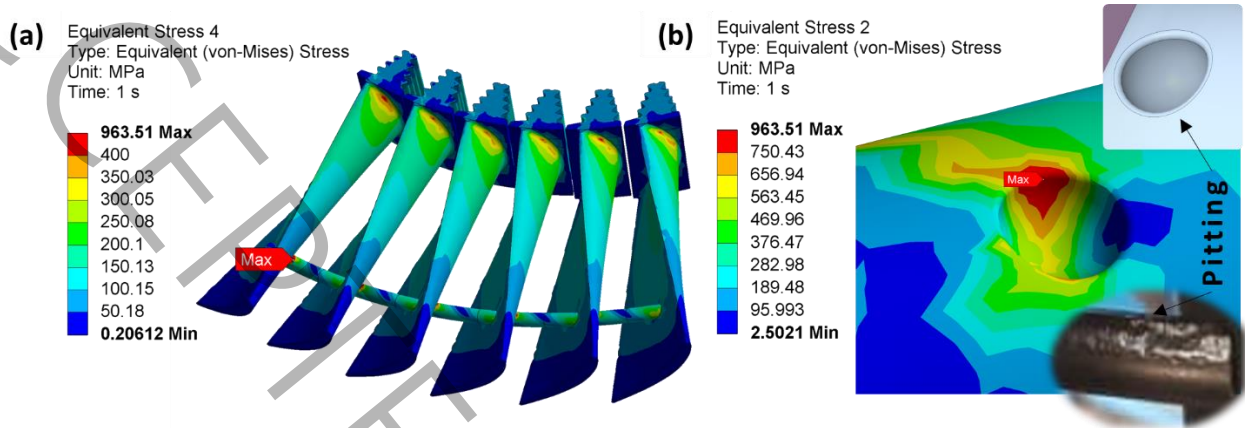 (a)
Equivalent Stress 4
Type: Equivalent (von-Mises) Stress
Unit: MPa
Time: 1 s
963.51 Max
400
350.03
300.05
250.08
200.1
150.13
100.15
50.18
0.20612 Min
Max
(b)
Equivalent Stress 2
Type: Equivalent (von-Mises) Stress
Unit: MPa
Time: 1 s
963.51 Max
750.43
656.94
563.45
469.96
376.47
282.98
189.48
95.993
2.5021 Min
Max
Pitting